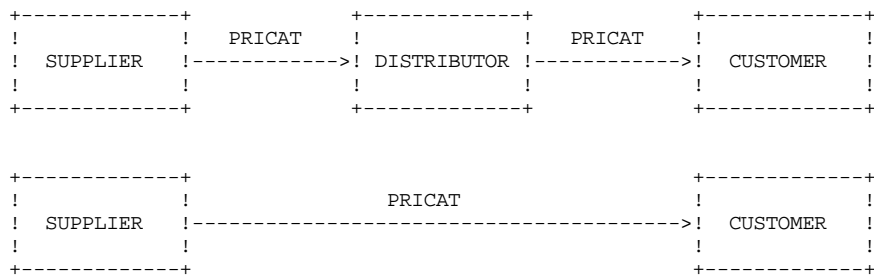 PRICAT PRICAT
SUPPLIER DISTRIBUTOR CUSTOMER
PRICAT
SUPPLIER CUSTOMER